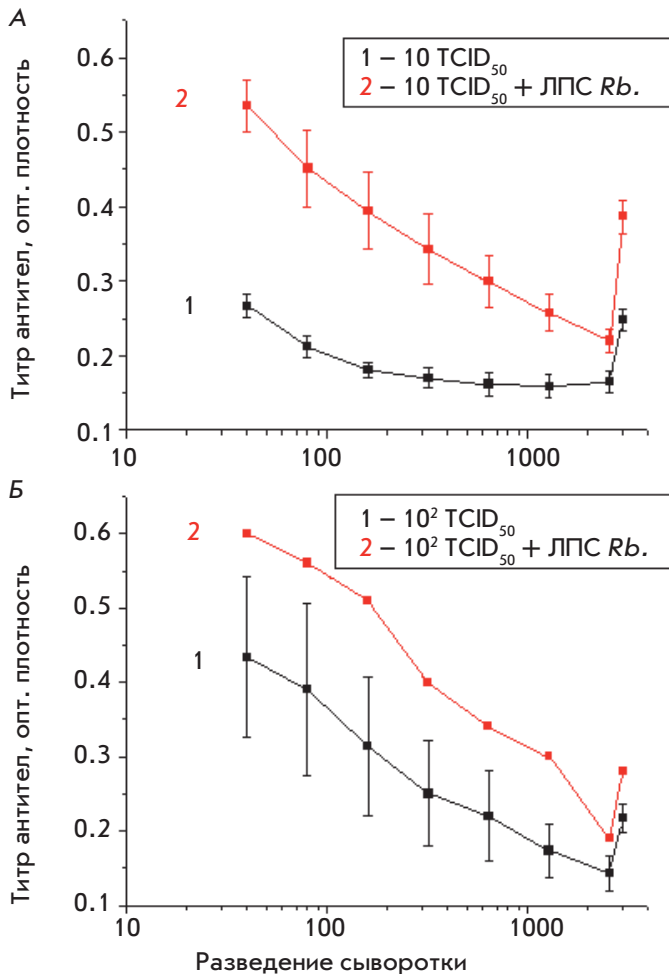 А
Титр антител, опт. плотность
0.6
0.5
0.4
0.3
0.2
0.1
2
1
1 – 10 TCID₅₀
2 – 10 TCID₅₀ + ЛПС Rb.
10
100
1000
Б
Титр антител, опт. плотность
0.6
0.5
0.4
0.3
0.2
0.1
2
1
1 – 10² TCID₅₀
2 – 10² TCID₅₀ + ЛПС Rb.
10
100
1000
Разведение сыворотки